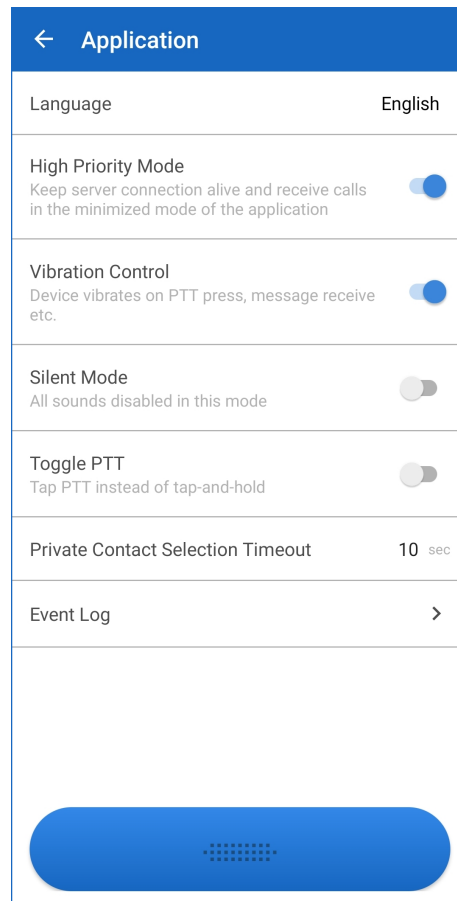 Application
Language English
High Priority Mode
Keep server connection alive and receive calls
in the minimized mode of the application
Vibration Control
Device vibrates on PTT press, message receive
etc.
Silent Mode
All sounds disabled in this mode
Toggle PTT
Tap PTT instead of tap-and-hold
Private Contact Selection Timeout 10 sec
Event Log